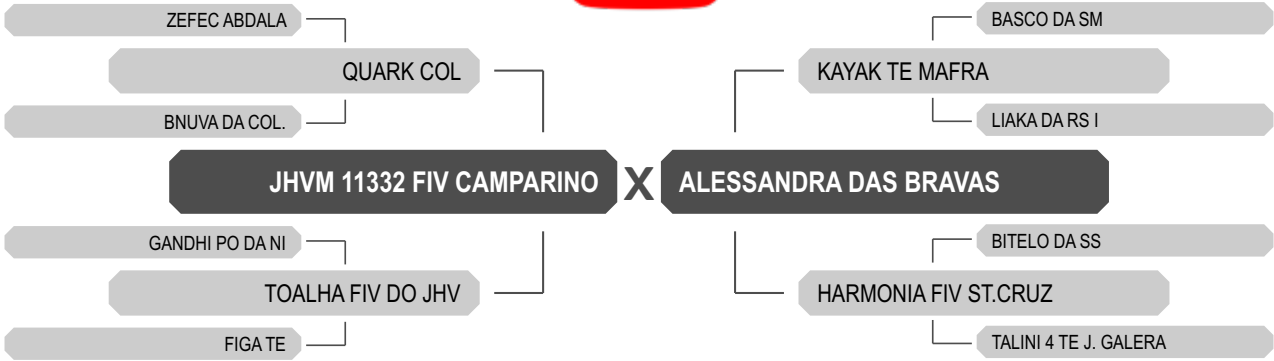 ZEFEC ABDALA
BASCO DA SM
QUARK COL
KAYAK TE MAFRA
BNUVA DA COL.
LIAKA DA RS I
JHVM 11332 FIV CAMPARINO X ALESSANDRA DAS BRAVAS
GANDHI PO DA NI
BITELO DA SS
TOALHA FIV DO JHV
HARMONIA FIV ST.CRUZ
FIGA TE
TALINI 4 TE J. GALERA